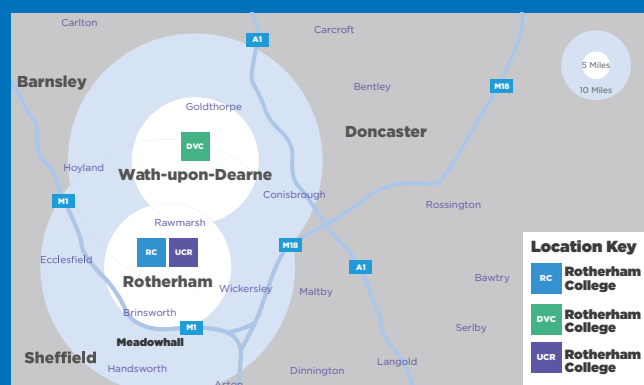 Carlton
Carcroft
A1
5 Miles
Barnsley
Bentley
M18
10 Miles
Goldthorpe
Doncaster
DVC
Hoyland
Wath-upon-Dearne
Conisbrough
M1
Rossington
Rawmarsh
RC
UCR
M18
Location Key
Ecclesfield
A1
Rotherham
Wickersley
Maltby
Bawtry
RC
Rotherham
College
Brinsworth
M1
Selby
DVC
Rotherham
College
Meadowhall
Sheffield
Handsworth
Dinnington
Langold
UCR
Rotherham
College
Aston